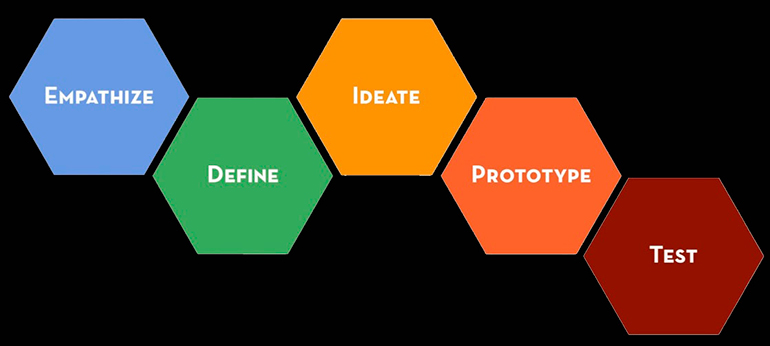 Empathize
Define
Ideate
Prototype
Test